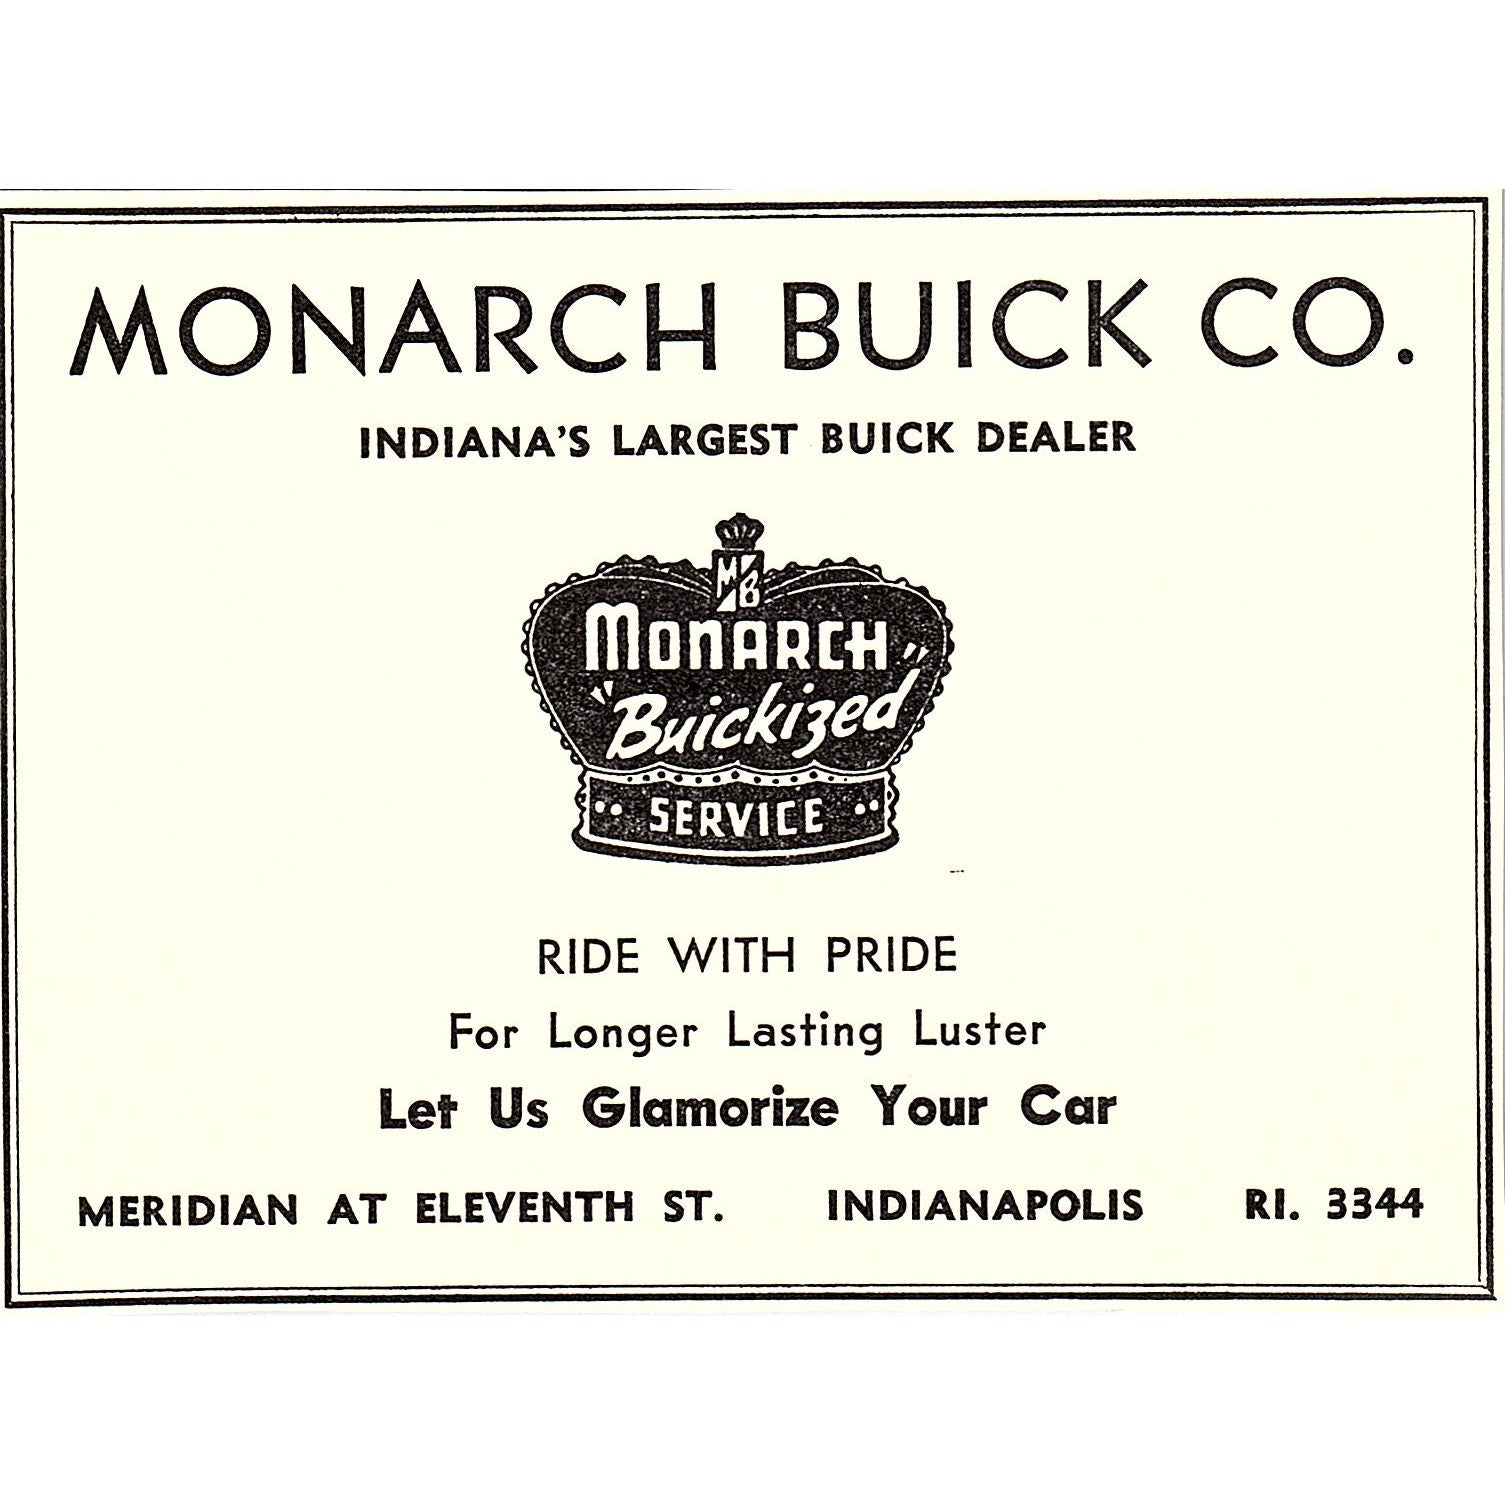 MONARCH BUICK CO.
INDIANA'S LARGEST BUICK DEALER
MB
MONARCH
"Buickized"
SERVICE
RIDE WITH PRIDE
For Longer Lasting Luster
Let Us Glamorize Your Car
MERIDIAN AT ELEVENTH ST. INDIANAPOLIS RI. 3344